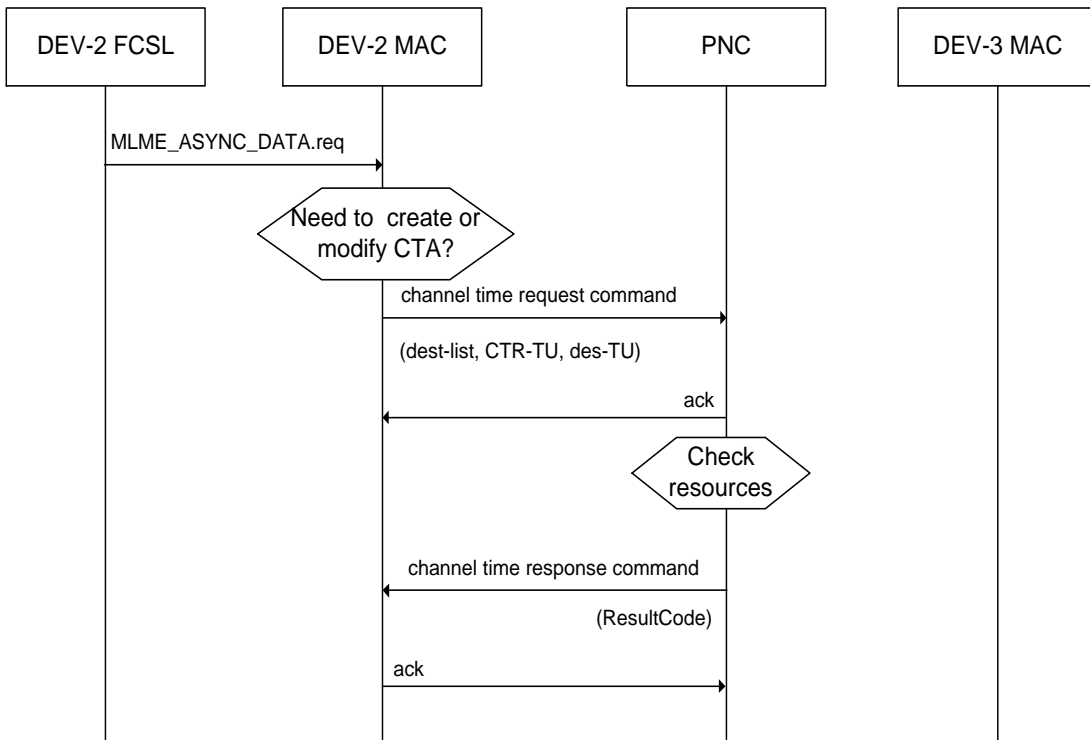 DEV-2 FCSL
DEV-2 MAC
PNC
DEV-3 MAC
MLME_ASYNC_DATA.req
Need to create or
modify CTA?
channel time request command
(dest-list, CTR-TU, des-TU)
ack
Check
resources
channel time response command
(ResultCode)
ack